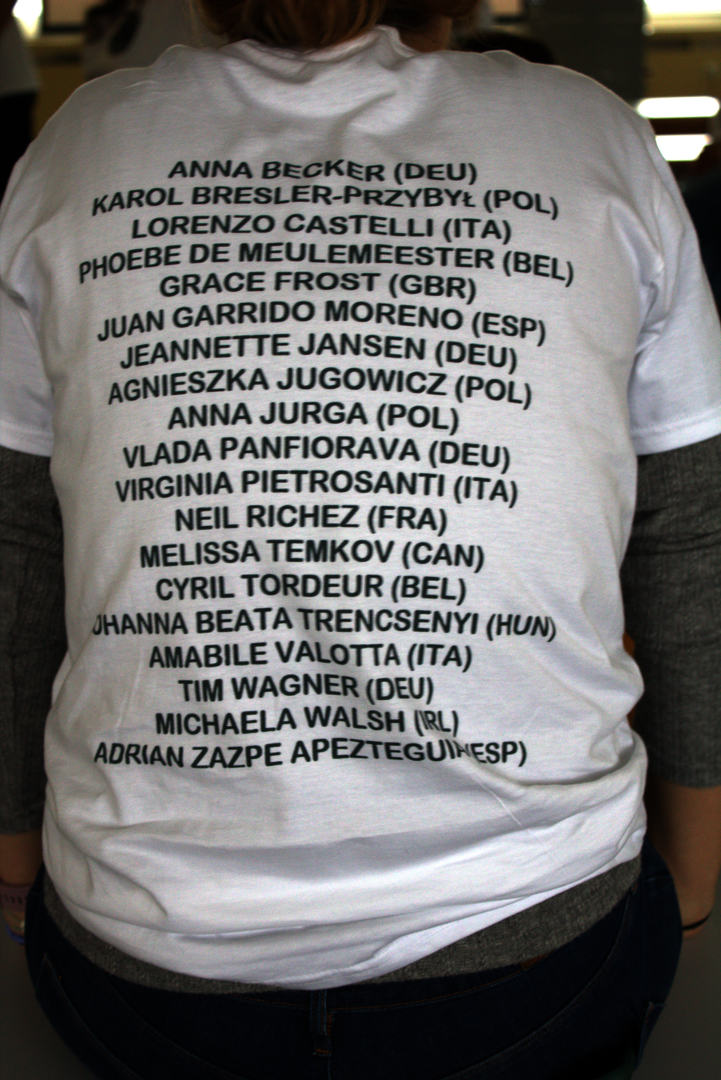 ANNA BECKER (DEU)
KAROL BRESLER-PRZYBYŁ (POL)
LORENZO CASTELLI (ITA)
PHOEBE DE MEULEMEESTER (BEL)
GRACE FROST (GBR)
JUAN GARRIDO MORENO (ESP)
JEANNETTE JANSEN (DEU)
AGNIESZKA JUGOWICZ (POL)
ANNA JURGA (POL)
VLADA PANFIORAVA (DEU)
VIRGINIA PIETROSANTI (ITA)
NEIL RICHEZ (FRA)
MELISSA TEMKOV (CAN)
CYRIL TORDEUR (BEL)
BEATA TRENCSENYI (HUN)
AMABILE VALOTTA (ITA)
TIM WAGNER (DEU)
MICHAELA WALSH (IRL)
ADRIAN ZAZPE APEZTEGUIA (ESP)